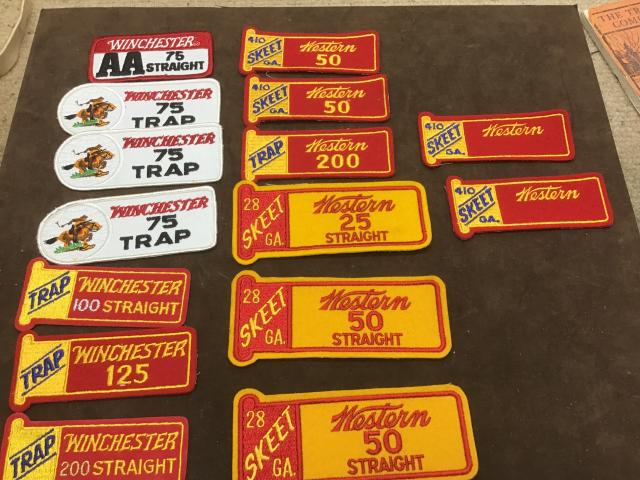 WINCHESTER
AA 75
STRAIGHT
WINCHESTER
75
TRAP
WINCHESTER
75
TRAP
WINCHESTER
75
TRAP
TRAP WINCHESTER
100 STRAIGHT
TRAP WINCHESTER
125
TRAP WINCHESTER
200 STRAIGHT
410
SKEET
GA.
Western
50
410
SKEET
GA.
Western
50
TRAP Western
200
28
SKEET
GA.
Western
25
STRAIGHT
28
SKEET
GA.
Western
50
STRAIGHT
28
SKEET
GA.
Western
50
STRAIGHT
410
SKEET
GA.
Western
410
SKEET
GA.
Western